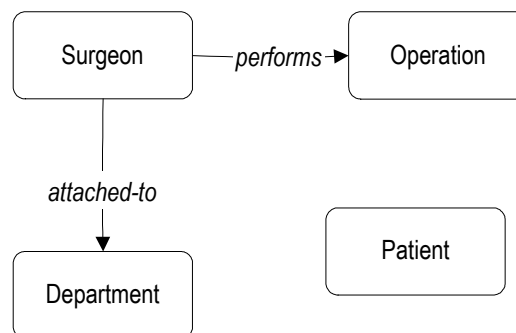 Surgeon
performs
Operation
attached-to
Department
Patient